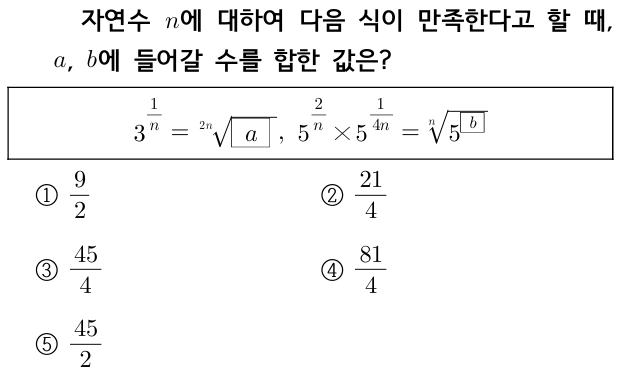 자연수 n에 대하여 다음 식이 만족한다고 할 때,
a, b에 들어갈 수를 합한 값은?
3^{\frac{1}{n}} = \sqrt[2n]{\boxed{a}}, 5^{\frac{2}{n}} × 5^{\frac{1}{4n}} = \sqrt[n]{5^{\boxed{b}}}
① \frac{9}{2} ② \frac{21}{4}
③ \frac{45}{4} ④ \frac{81}{4}
⑤ \frac{45}{2}